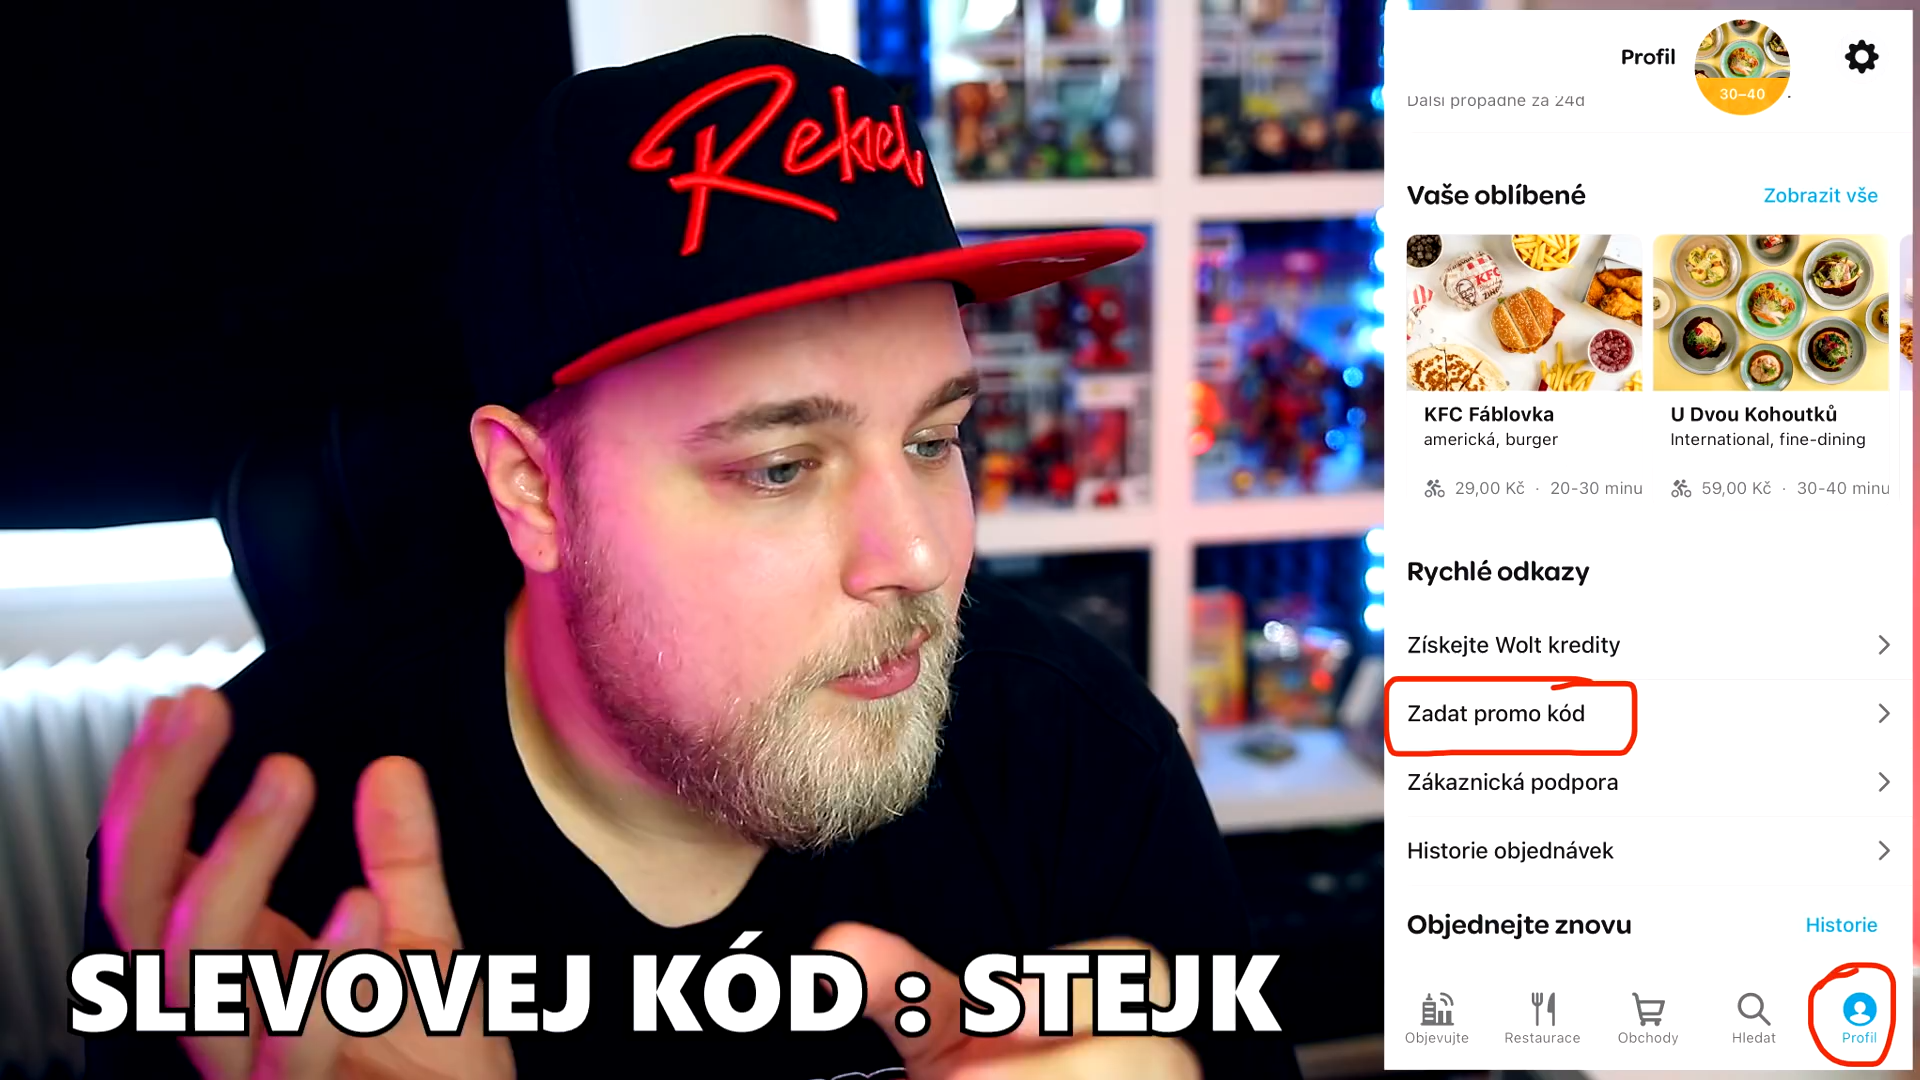 Rekel
SLEVOVEJ KÓD : STEJK
Profil
30–40
Další propadne za 24d
Vaše oblíbené
Zobrazit vše
KFC
KFC Fáblovka
americká, burger
29,00 Kč · 20-30 minu
U Dvou Kohoutků
International, fine-dining
59,00 Kč · 30-40 minu
Rychlé odkazy
Získejte Wolt kredity
Zadat promo kód
Zákaznická podpora
Historie objednávek
Objednejte znovu
Historie
Objevujte
Restaurace
Obchody
Hledat
Profil